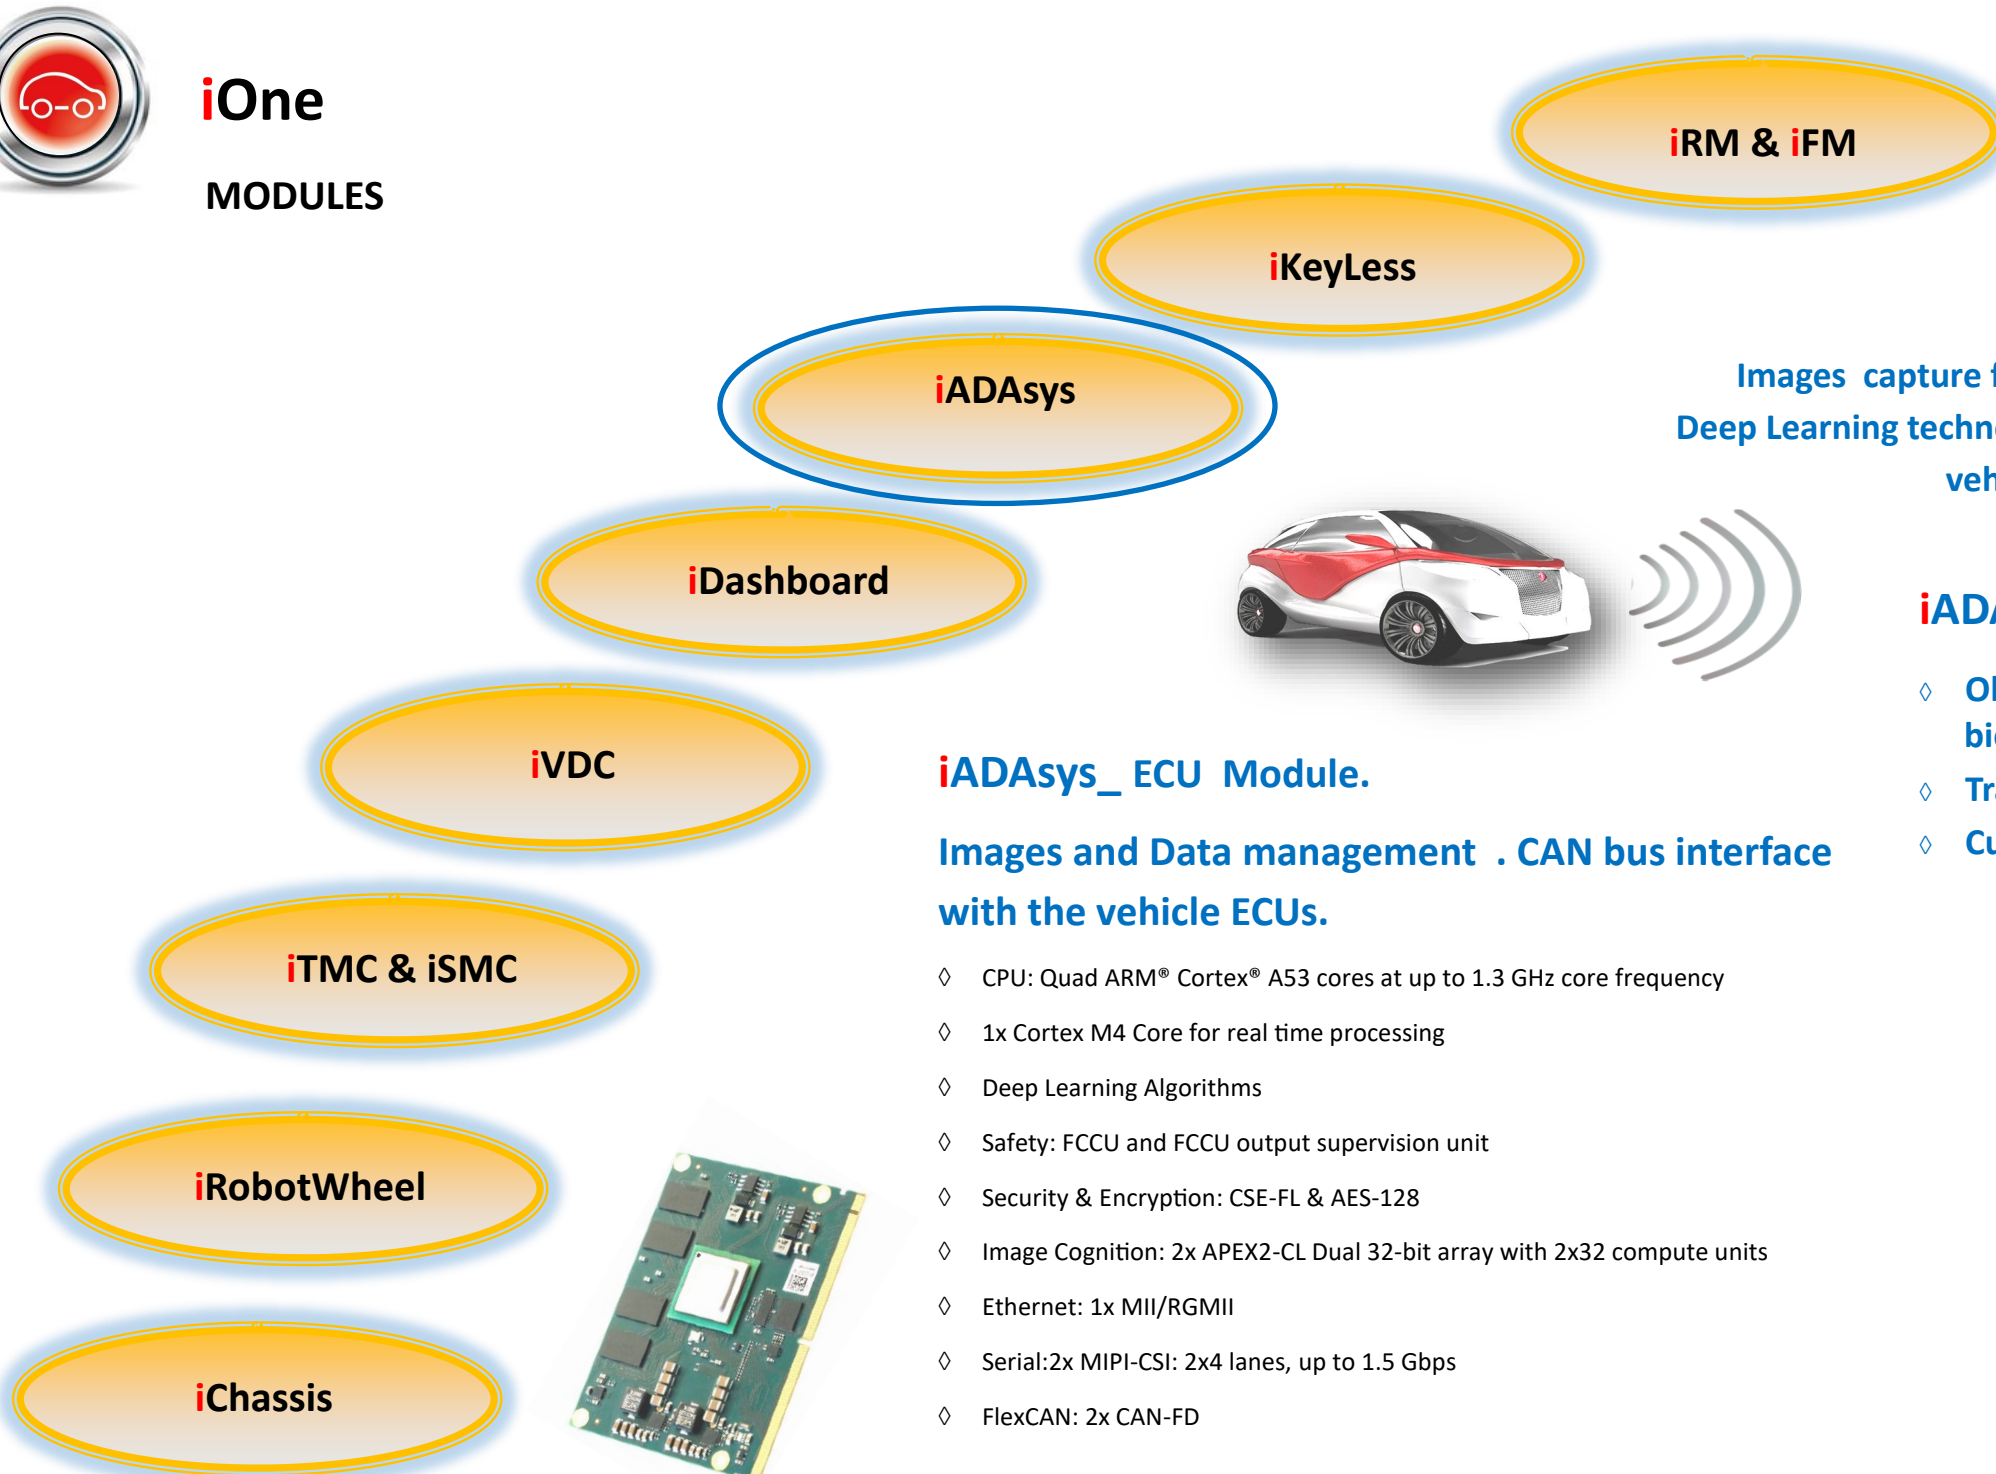 iOne
MODULES
iRM & iFM
iKeyLess
iADAsys
iDashboard
iVDC
iTMC & iSMC
iRobotWheel
iChassis
Images  capture
Deep Learning
iADAsys_ ECU  Module.
Images and Data management  . CAN bus interface
with the vehicle ECUs.
◊ CPU: Quad ARM® Cortex® A53 cores at up to 1.3 GHz core frequency
◊ 1x Cortex M4 Core for real time processing
◊ Deep Learning Algorithms
◊ Safety: FCCU and FCCU output supervision unit
◊ Security & Encryption: CSE-FL & AES-128
◊ Image Cognition: 2x APEX2-CL Dual 32-bit array with 2x32 compute units
◊ Ethernet: 1x MII/RGMII
◊ Serial:2x MIPI-CSI: 2x4 lanes, up to 1.5 Gbps
◊ FlexCAN: 2x CAN-FD